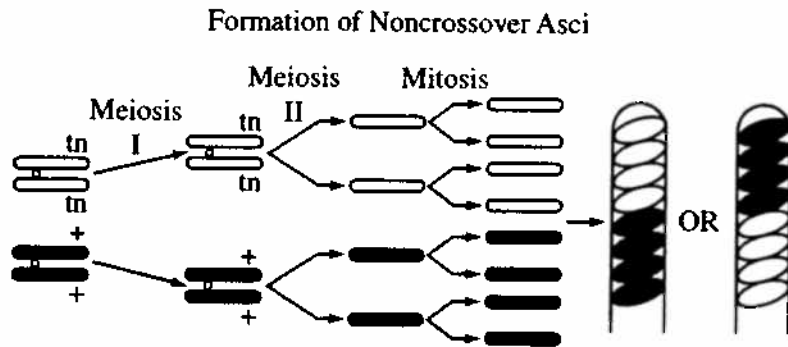 Formation of Noncrossover Asci
Meiosis
I
Meiosis
II
Mitosis
tn
tn
+
+
tn
tn
+
+
OR